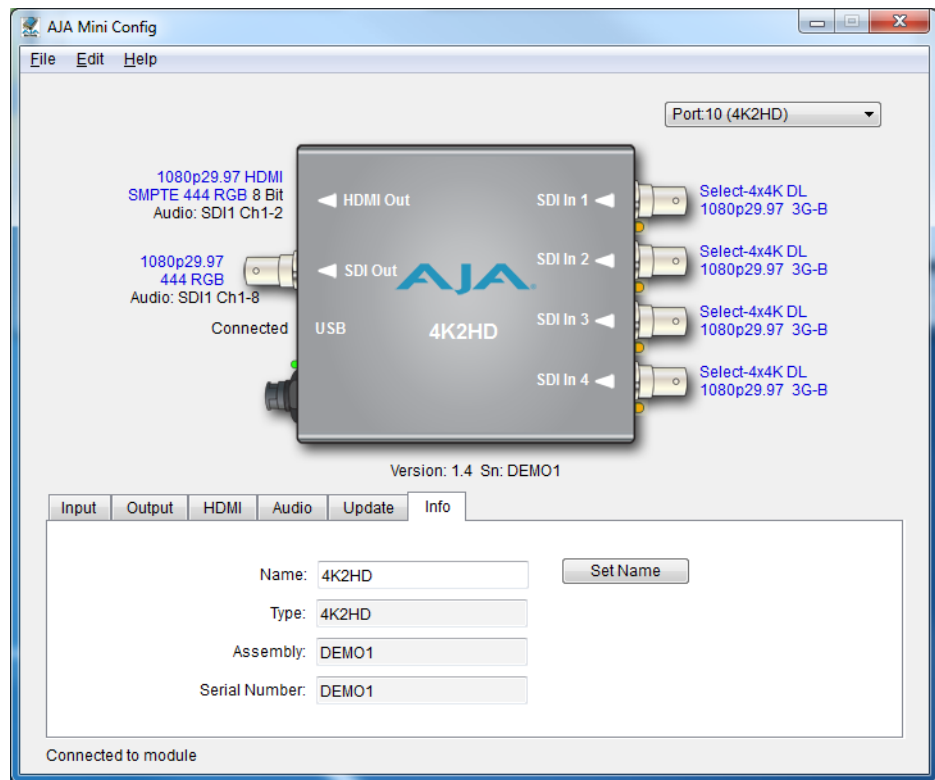 AJA Mini Config
File Edit Help
Port:10 (4K2HD)
1080p29.97 HDMI
SMPTE 444 RGB 8 Bit
Audio: SDI1 Ch1-2
1080p29.97
444 RGB
Audio: SDI1 Ch1-8
Connected
HDMI Out
SDI Out
USB
AJA
4K2HD
SDI In 1
SDI In 2
SDI In 3
SDI In 4
Select-4x4K DL
1080p29.97 3G-B
Select-4x4K DL
1080p29.97 3G-B
Select-4x4K DL
1080p29.97 3G-B
Select-4x4K DL
1080p29.97 3G-B
Version: 1.4 Sn: DEMO1
Input Output HDMI Audio Update Info
Name: 4K2HD Set Name
Type: 4K2HD
Assembly: DEMO1
Serial Number: DEMO1
Connected to module